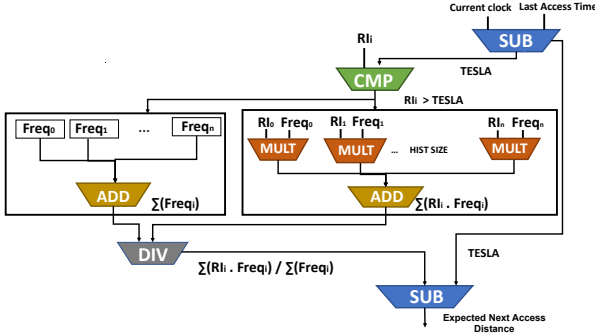 Current clock
Last Access Time
RIᵢ
SUB
TESLA
CMP
RIᵢ > TESLA
Freq₀
Freq₁
...
Freqₙ
RI₀ Freq₀
RI₁ Freq₁
RIₙ Freqₙ
MULT
MULT
... HIST SIZE
MULT
ADD
∑(Freqᵢ)
ADD
∑(RIᵢ . Freqᵢ)
DIV
∑(RIᵢ . Freqᵢ) / ∑(Freqᵢ)
TESLA
SUB
Expected Next Access
Distance